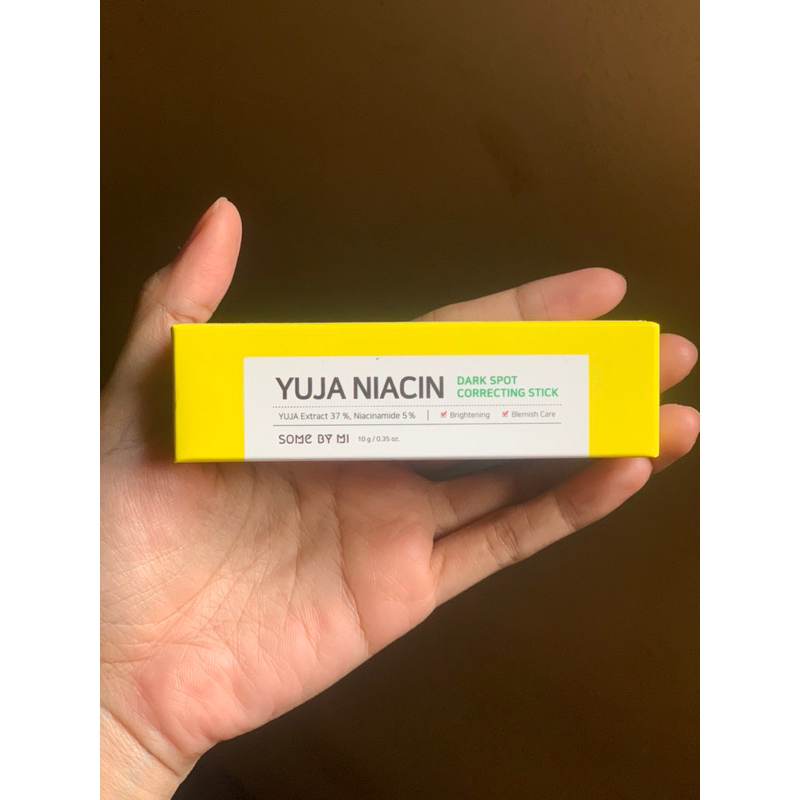 YUJA NIACIN DARK SPOT
CORRECTING STICK
YUJA Extract 37 %, Niacinamide 5 % | Brightening Blemish Care
SOME BY MI 10 g / 0.35 oz.